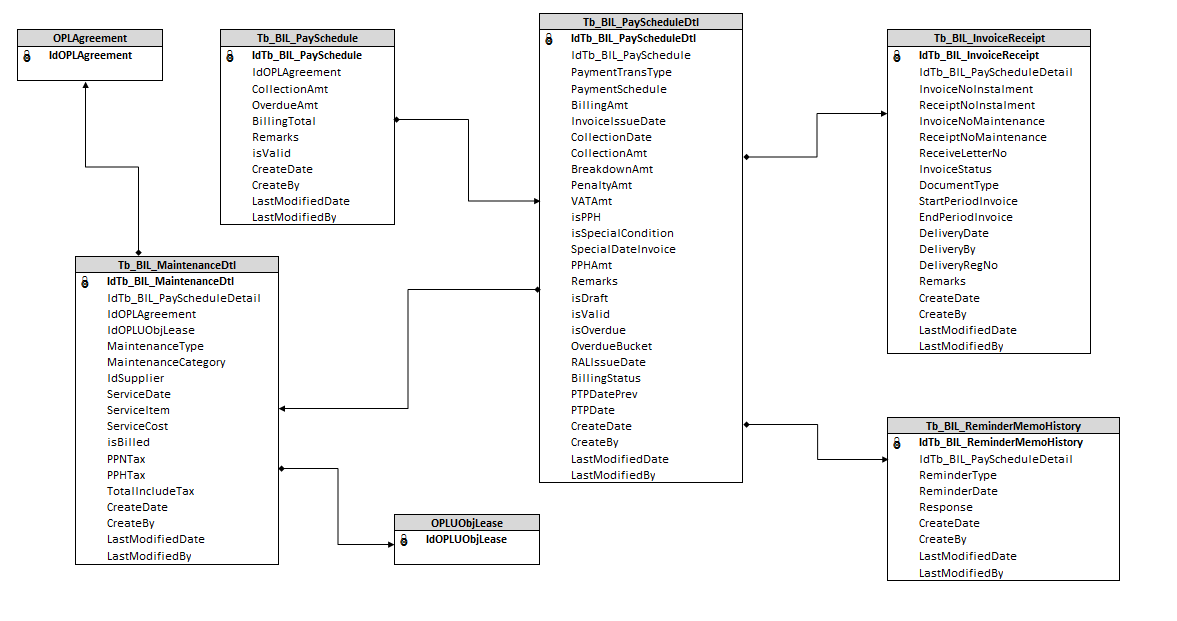 OPLAgreement
IdOPLAgreement
Tb_BIL_PaySchedule
IdTb_BIL_PaySchedule
IdOPLAgreement
CollectionAmt
OverdueAmt
BillingTotal
Remarks
isValid
CreateDate
CreateBy
LastModifiedDate
LastModifiedBy
Tb_BIL_PayScheduleDtl
IdTb_BIL_PayScheduleDtl
IdTb_BIL_PaySchedule
PaymentTransType
PaymentSchedule
BillingAmt
InvoiceIssueDate
CollectionDate
CollectionAmt
BreakdownAmt
PenaltyAmt
VATAmt
isPPH
isSpecialCondition
SpecialDateInvoice
PPHAmt
Remarks
isDraft
isValid
isOverdue
OverdueBucket
RALIssueDate
BillingStatus
PTPDatePrev
PTPDate
CreateDate
CreateBy
LastModifiedDate
LastModifiedBy
Tb_BIL_InvoiceReceipt
IdTb_BIL_InvoiceReceipt
IdTb_BIL_PayScheduleDetail
InvoiceNoInstalment
ReceiptNoInstalment
InvoiceNoMaintenance
ReceiptNoMaintenance
ReceiveLetterNo
InvoiceStatus
DocumentType
StartPeriodInvoice
EndPeriodInvoice
DeliveryDate
DeliveryBy
DeliveryRegNo
Remarks
CreateDate
CreateBy
LastModifiedDate
LastModifiedBy
Tb_BIL_MaintenanceDtl
IdTb_BIL_MaintenanceDtl
IdTb_BIL_PayScheduleDetail
IdOPLAgreement
IdOPLUObjLease
MaintenanceType
MaintenanceCategory
IdSupplier
ServiceDate
ServiceItem
ServiceCost
isBilled
PPNTax
PPHTax
TotalIncludeTax
CreateDate
CreateBy
LastModifiedDate
LastModifiedBy
OPLUObjLease
IdOPLUObjLease
Tb_BIL_ReminderMemoHistory
IdTb_BIL_ReminderMemoHistory
IdTb_BIL_PayScheduleDetail
ReminderType
ReminderDate
Response
CreateDate
CreateBy
LastModifiedDate
LastModifiedBy